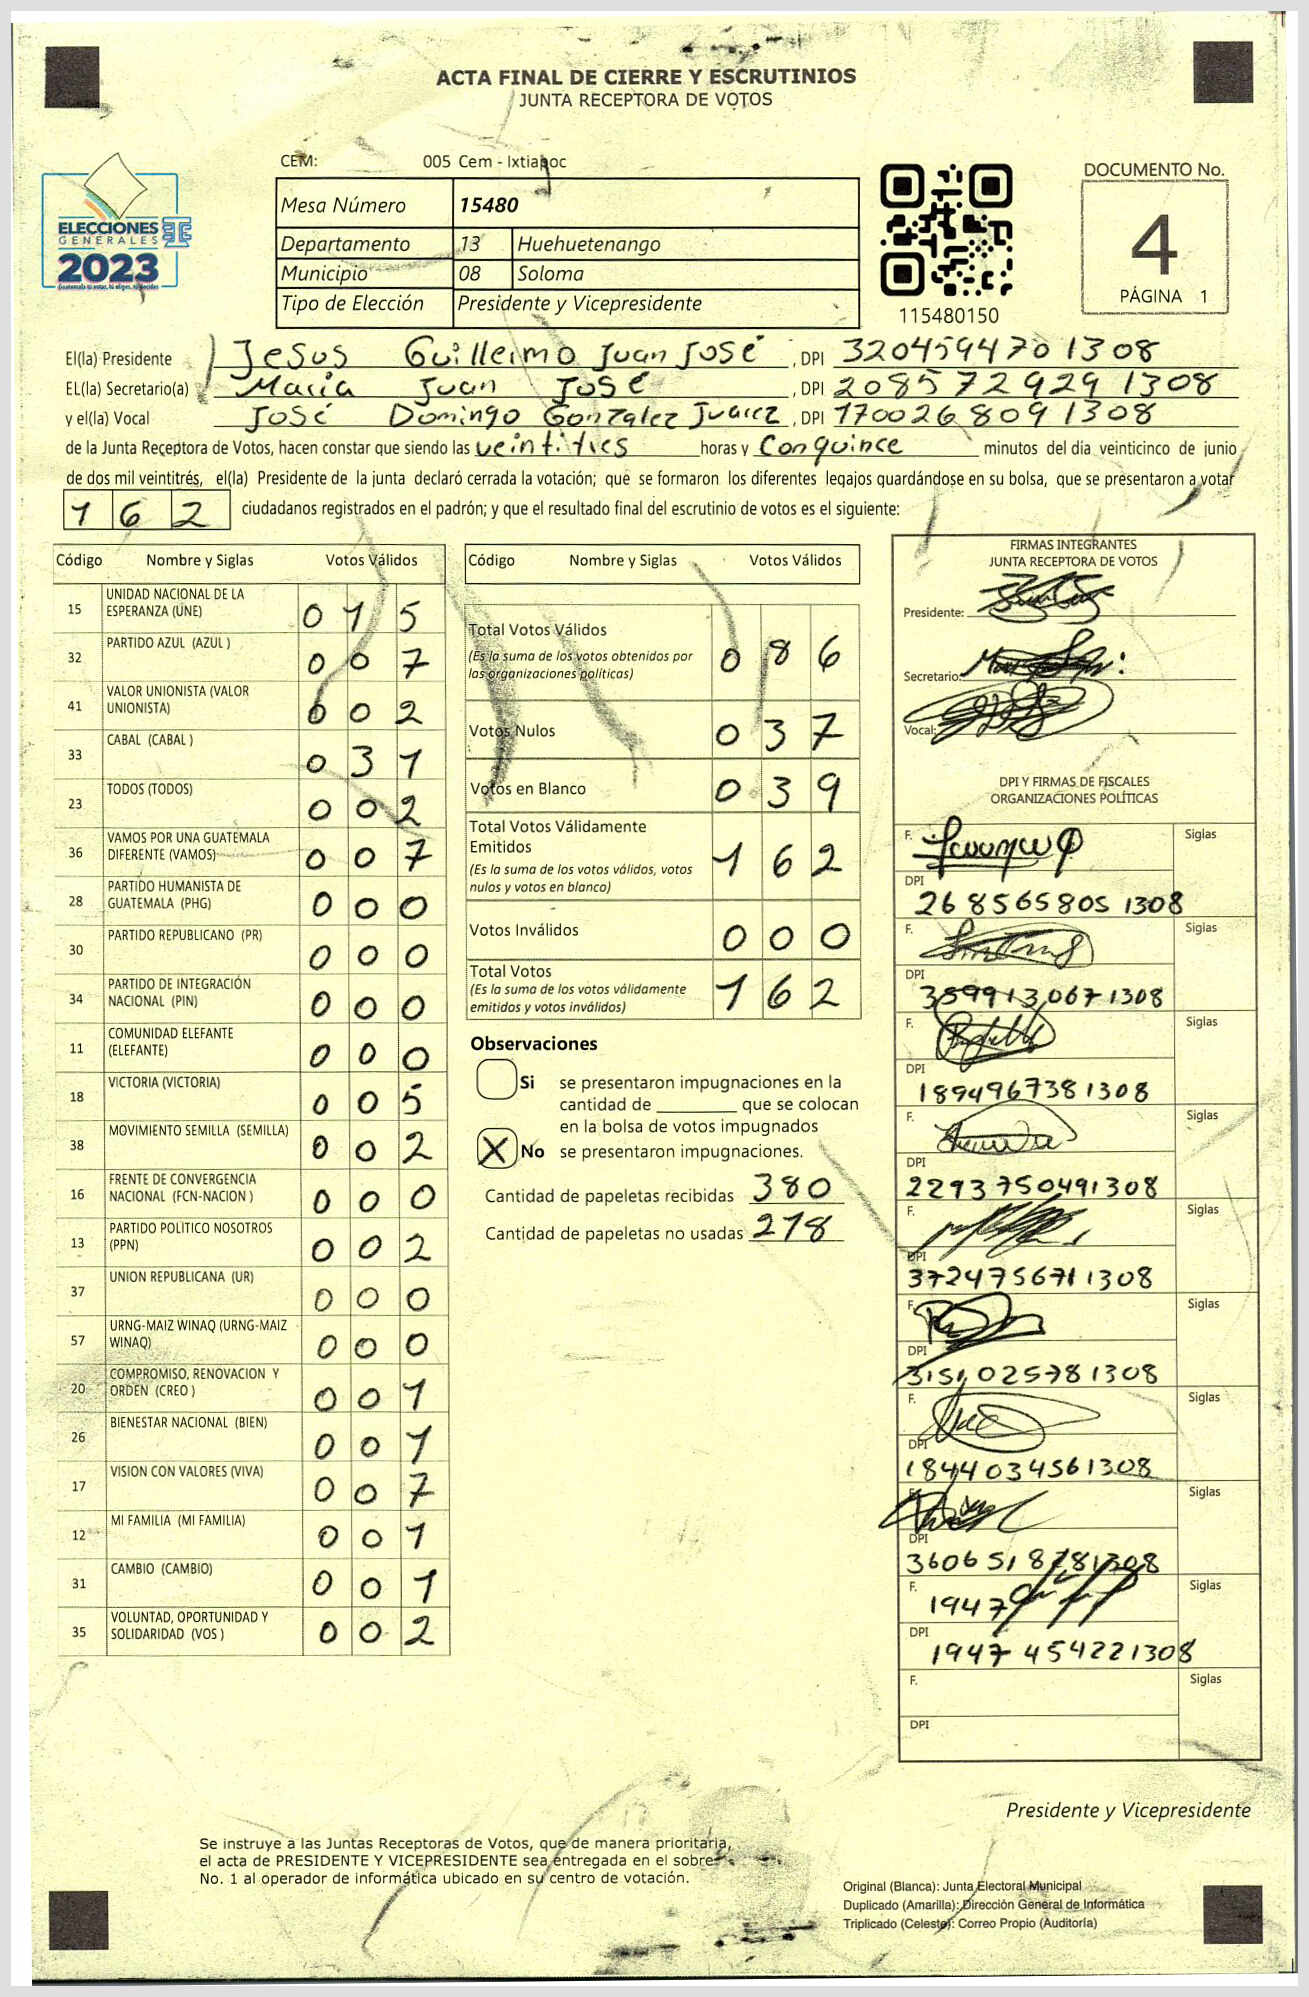 ACTA FINAL DE CIERRE Y ESCRUTINIOS
JUNTA RECEPTORA DE VOTOS
ELECCIONES
GENERALES
2023
CEM: 005 Cem - Ixtiapoc
Mesa Número 15480
Departamento 13 Huehuetenango
Municipio 08 Soloma
Tipo de Elección Presidente y Vicepresidente
115480150
DOCUMENTO No.
4
PÁGINA 1
El(la) Presidente Jesus Guillermo Juan José , DPI 3204594701308
EL(la) Secretario(a) María Juan José , DPI 2085729291308
y el(la) Vocal José Domingo Gonzalez Juarez , DPI 1700268091308
de la Junta Receptora de Votos, hacen constar que siendo las veintitres horas y Con quince minutos del día veinticinco de junio
de dos mil veintitrés, el(la) Presidente de la junta declaró cerrada la votación; que se formaron los diferentes legajos guardándose en su bolsa, que se presentaron a votar
1 6 2 ciudadanos registrados en el padrón; y que el resultado final del escrutinio de votos es el siguiente:
Código Nombre y Siglas Votos Válidos
15 UNIDAD NACIONAL DE LA ESPERANZA (UNE) 0 1 5
32 PARTIDO AZUL (AZUL ) 0 0 7
41 VALOR UNIONISTA (VALOR UNIONISTA) 0 0 2
33 CABAL (CABAL ) 0 3 1
23 TODOS (TODOS) 0 0 2
36 VAMOS POR UNA GUATEMALA DIFERENTE (VAMOS) 0 0 7
28 PARTIDO HUMANISTA DE GUATEMALA (PHG) 0 0 0
30 PARTIDO REPUBLICANO (PR) 0 0 0
34 PARTIDO DE INTEGRACIÓN NACIONAL (PIN) 0 0 0
11 COMUNIDAD ELEFANTE (ELEFANTE) 0 0 0
18 VICTORIA (VICTORIA) 0 0 5
38 MOVIMIENTO SEMILLA (SEMILLA) 0 0 2
16 FRENTE DE CONVERGENCIA NACIONAL (FCN-NACION ) 0 0 0
13 PARTIDO POLÍTICO NOSOTROS (PPN) 0 0 2
37 UNION REPUBLICANA (UR) 0 0 0
57 URNG-MAIZ WINAQ (URNG-MAIZ WINAQ) 0 0 0
20 COMPROMISO, RENOVACION Y ORDEN (CREO ) 0 0 1
26 BIENESTAR NACIONAL (BIEN) 0 0 1
17 VISION CON VALORES (VIVA) 0 0 7
12 MI FAMILIA (MI FAMILIA) 0 0 1
31 CAMBIO (CAMBIO) 0 0 1
35 VOLUNTAD, OPORTUNIDAD Y SOLIDARIDAD (VOS ) 0 0 2
Código Nombre y Siglas Votos Válidos
Total Votos Válidos 0 8 6
(Es la suma de los votos obtenidos por
las organizaciones políticas)
Votos Nulos 0 3 7
Votos en Blanco 0 3 9
Total Votos Válidamente
Emitidos 1 6 2
(Es la suma de los votos válidos, votos
nulos y votos en blanco)
Votos Inválidos 0 0 0
Total Votos 1 6 2
(Es la suma de los votos válidamente
emitidos y votos inválidos)
Observaciones
Si se presentaron impugnaciones en la
cantidad de ________ que se colocan
en la bolsa de votos impugnados
X No se presentaron impugnaciones.
Cantidad de papeletas recibidas 380
Cantidad de papeletas no usadas 218
FIRMAS INTEGRANTES
JUNTA RECEPTORA DE VOTOS
Presidente:
Secretario:
Vocal:
DPI Y FIRMAS DE FISCALES
ORGANIZACIONES POLÍTICAS
F. Siglas
DPI 2685658051308
F. Siglas
DPI 3599130671308
F. Siglas
DPI 1894967381308
F. Siglas
DPI 2293750491308
F. Siglas
DPI 3724756711308
F. Siglas
DPI 3151025781308
F. Siglas
DPI 1844034561308
F. Siglas
DPI 3606518781308
F. 1947 Siglas
DPI 1947454221308
F. Siglas
DPI
Presidente y Vicepresidente
Se instruye a las Juntas Receptoras de Votos, que de manera prioritaria,
el acta de PRESIDENTE Y VICEPRESIDENTE sea entregada en el sobre
No. 1 al operador de informática ubicado en su centro de votación.
Original (Blanca): Junta Electoral Municipal
Duplicado (Amarilla): Dirección General de Informática
Triplicado (Celeste): Correo Propio (Auditoría)